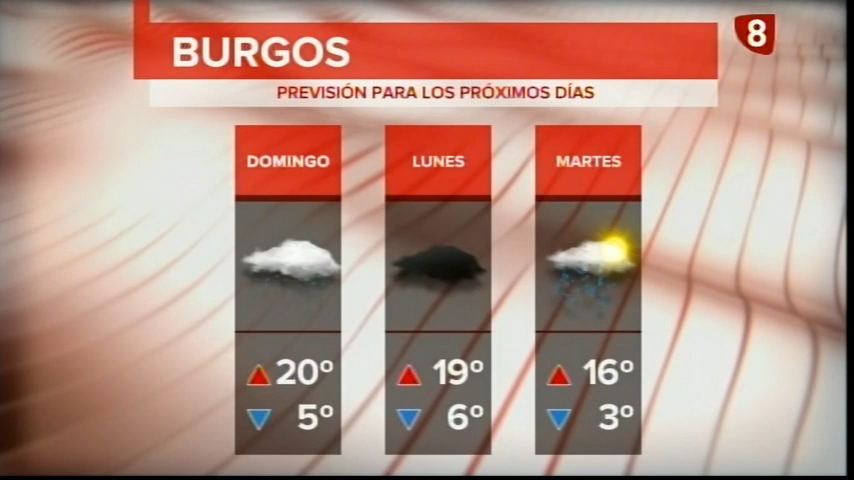 BURGOS
8
PREVISIÓN PARA LOS PRÓXIMOS DÍAS
DOMINGO LUNES MARTES
20º 19º 16º
5º 6º 3º